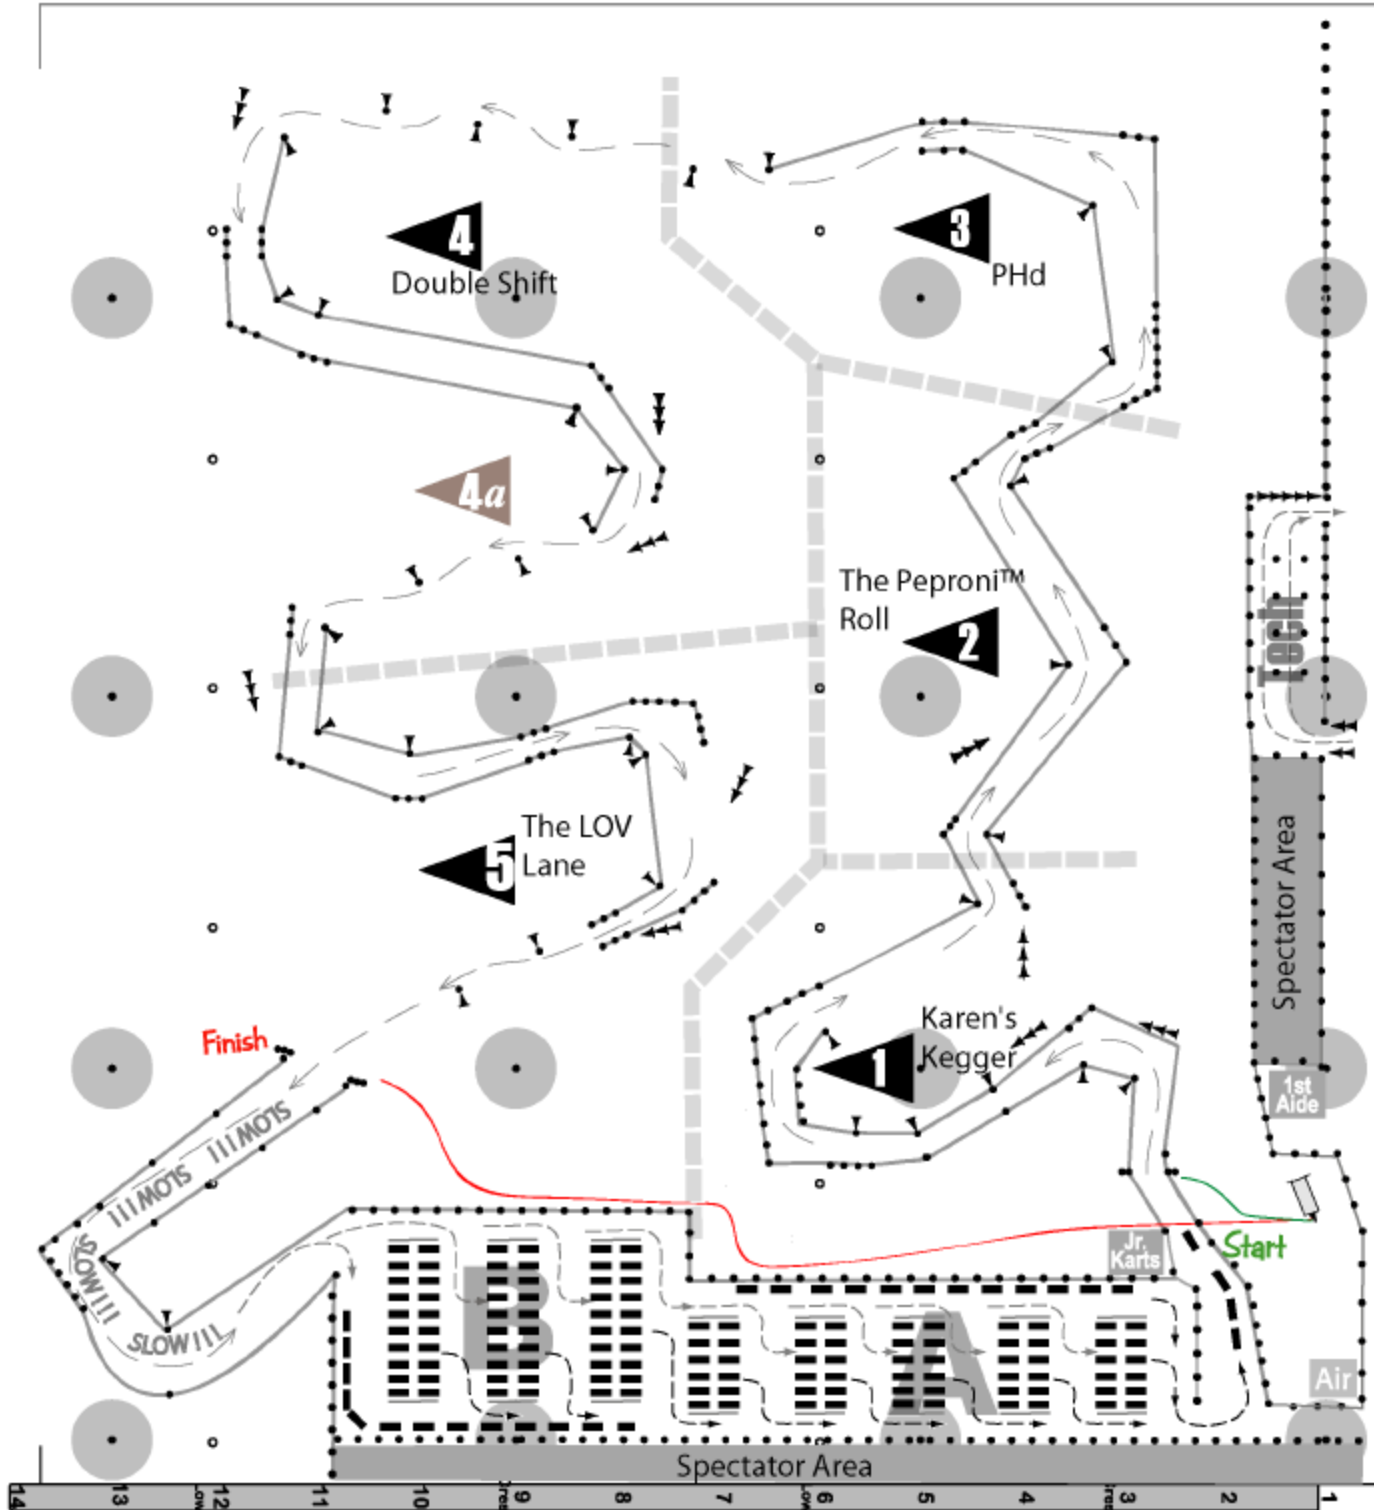 4
Double Shift
3
PHd
4a
The Pepproni™
Roll
2
Tech
The LOV
Lane
5
Spectator Area
Karen's
Kegger
1
Finish
1st
Aide
SLOW!!!
SLOW!!!
SLOW!!!
SLOW!!!
Jr.
Karts
Start
B
A
Air
Spectator Area
14
13
12
11
10
9
8
7
6
5
4
3
2
1